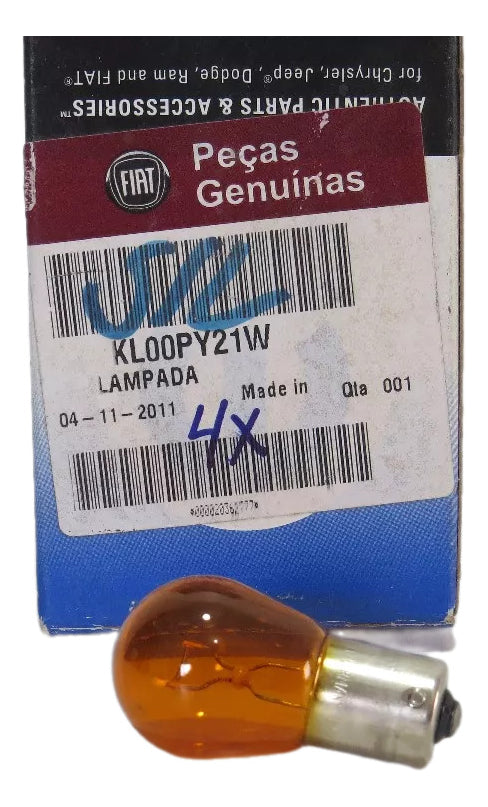 for Chrysler, Jeep®, Dodge, Ram and FIAT®
AUTHENTIC PARTS & ACCESSORIES™
FIAT
Peças
Genuínas
KL00PY21W
LAMPADA
04-11-2011
Made in
Qta 001
4X